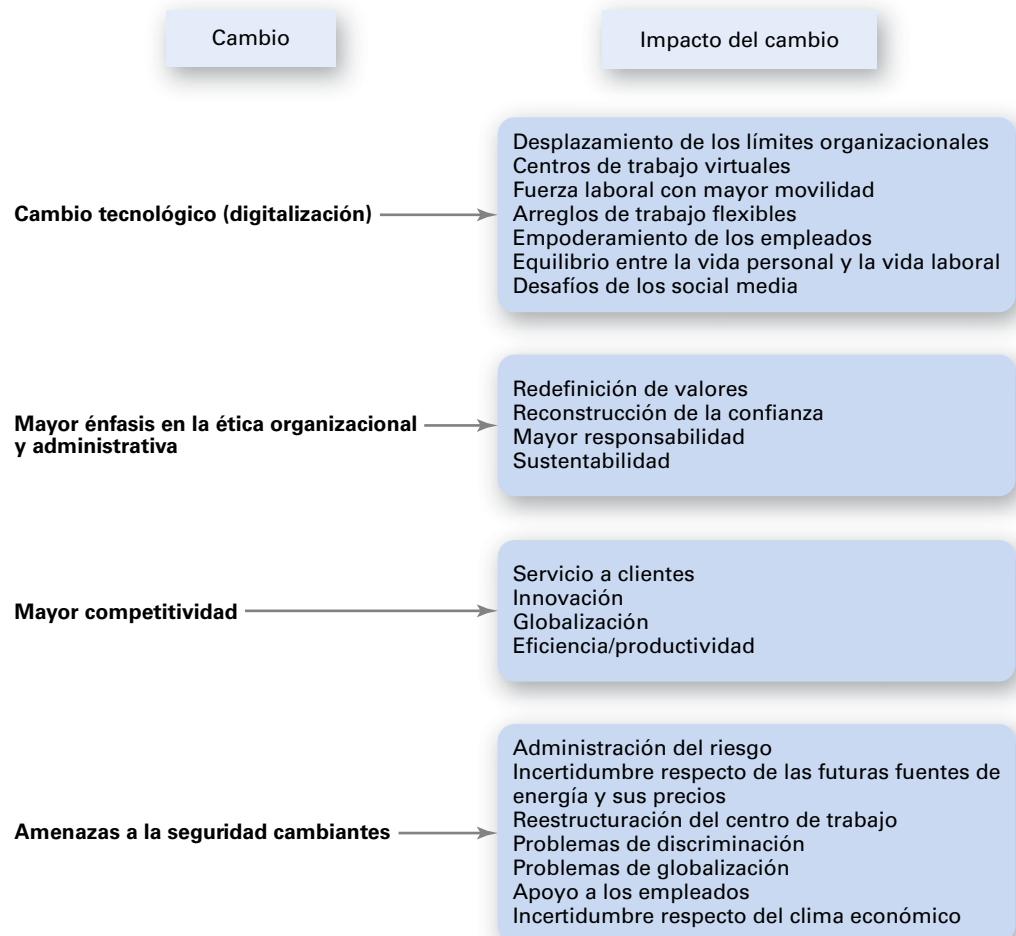 Cambio
Impacto del cambio
Cambio tecnológico (digitalización)
Desplazamiento de los límites organizacionales
Centros de trabajo virtuales
Fuerza laboral con mayor movilidad
Arreglos de trabajo flexibles
Empoderamiento de los empleados
Equilibrio entre la vida personal y la vida laboral
Desafíos de los social media
Mayor énfasis en la ética organizacional
y administrativa
Redefinición de valores
Reconstrucción de la confianza
Mayor responsabilidad
Sustentabilidad
Mayor competitividad
Servicio a clientes
Innovación
Globalización
Eficiencia/productividad
Amenazas a la seguridad cambiantes
Administración del riesgo
Incertidumbre respecto de las futuras fuentes de
energía y sus precios
Reestructuración del centro de trabajo
Problemas de discriminación
Problemas de globalización
Apoyo a los empleados
Incertidumbre respecto del clima económico